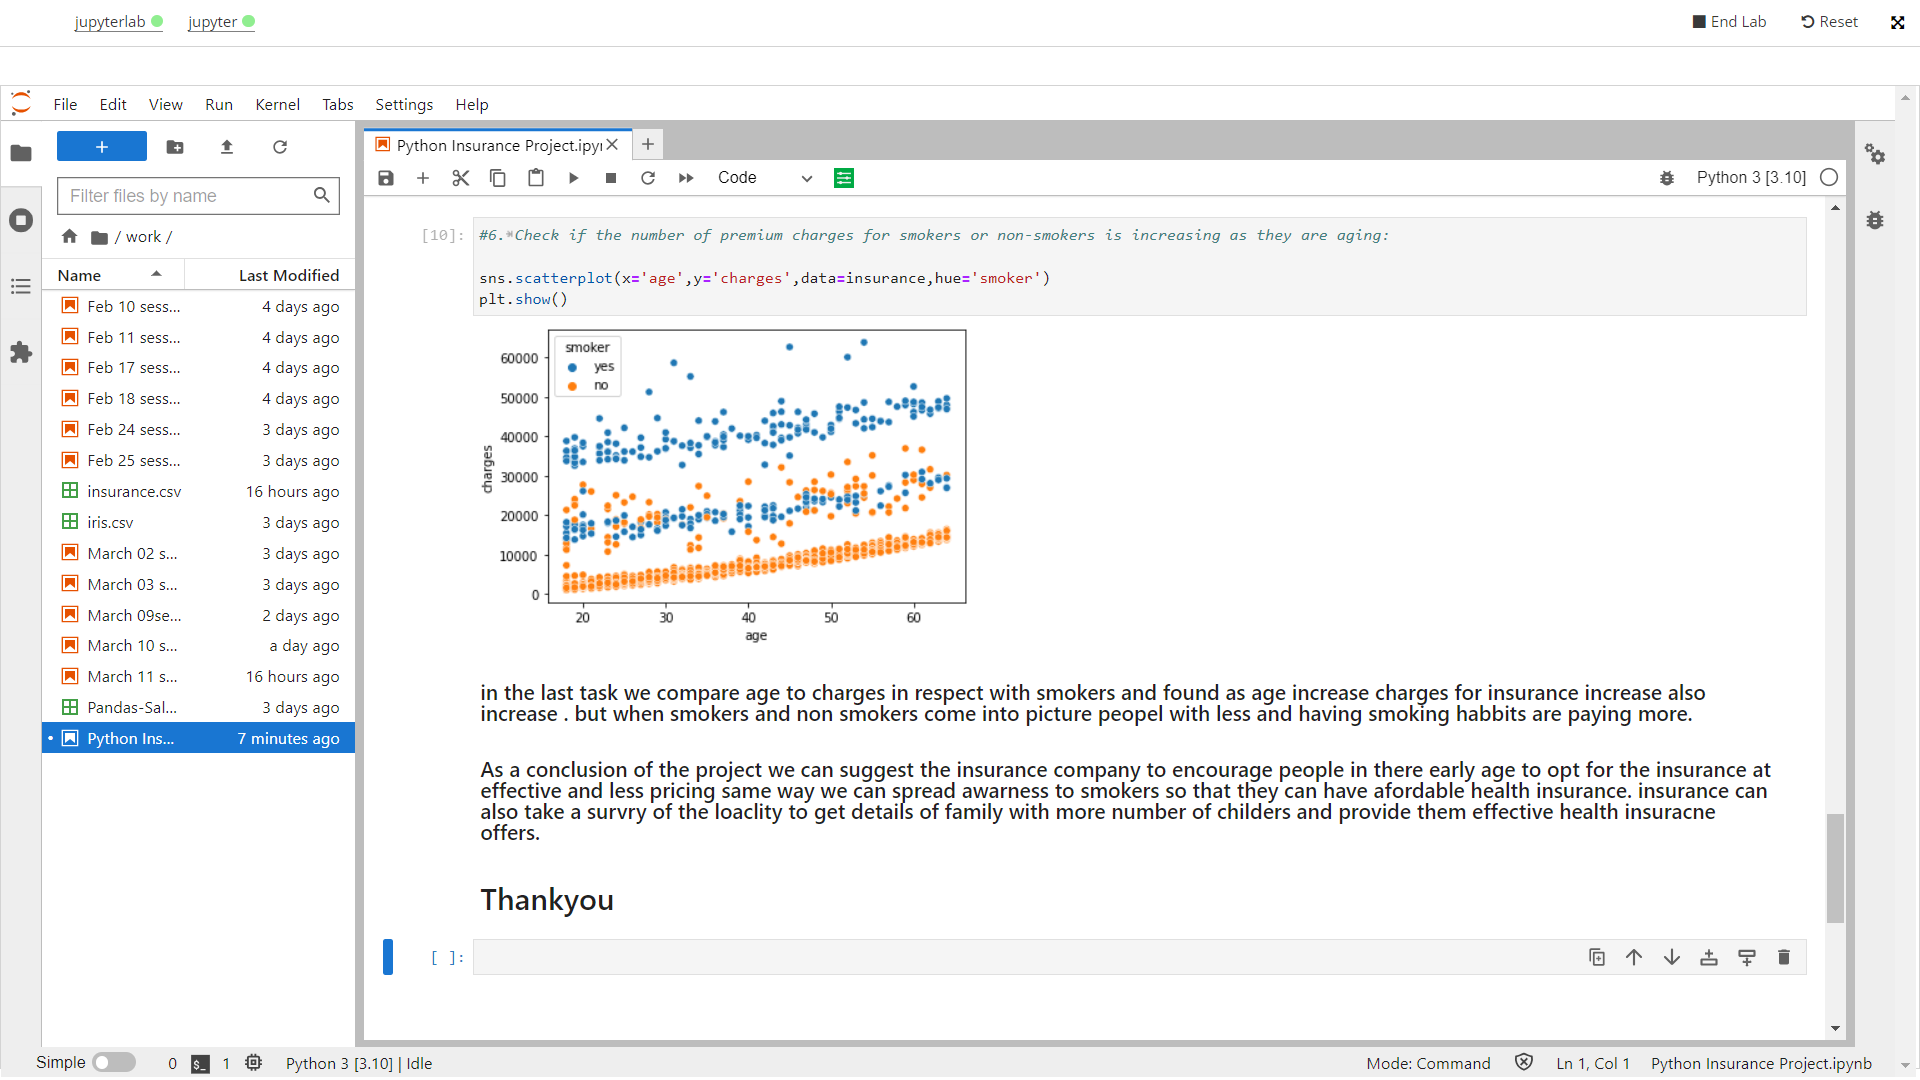 jupyterlab jupyter End Lab Reset
File Edit View Run Kernel Tabs Settings Help
+
Filter files by name
/ work /
Name Last Modified
Feb 10 sess... 4 days ago
Feb 11 sess... 4 days ago
Feb 17 sess... 4 days ago
Feb 18 sess... 4 days ago
Feb 24 sess... 3 days ago
Feb 25 sess... 3 days ago
insurance.csv 16 hours ago
iris.csv 3 days ago
March 02 s... 3 days ago
March 03 s... 3 days ago
March 09se... 2 days ago
March 10 s... a day ago
March 11 s... 16 hours ago
Pandas-Sal... 3 days ago
Python Ins... 7 minutes ago
Python Insurance Project.ipy
Code Python 3 [3.10]
[10]: #6.*Check if the number of premium charges for smokers or non-smokers is increasing as they are aging:
sns.scatterplot(x='age',y='charges',data=insurance,hue='smoker')
plt.show()
smoker
yes
no
60000
50000
40000
30000
20000
10000
0
charges
20 30 40 50 60
age
in the last task we compare age to charges in respect with smokers and found as age increase charges for insurance increase also
increase . but when smokers and non smokers come into picture peopel with less and having smoking habbits are paying more.
As a conclusion of the project we can suggest the insurance company to encourage people in there early age to opt for the insurance at
effective and less pricing same way we can spread awarness to smokers so that they can have afordable health insurance. insurance can
also take a survry of the loaclity to get details of family with more number of childers and provide them effective health insuracne
offers.
Thankyou
[ ]:
Simple 0 $_ 1 Python 3 [3.10] | Idle Mode: Command Ln 1, Col 1 Python Insurance Project.ipynb